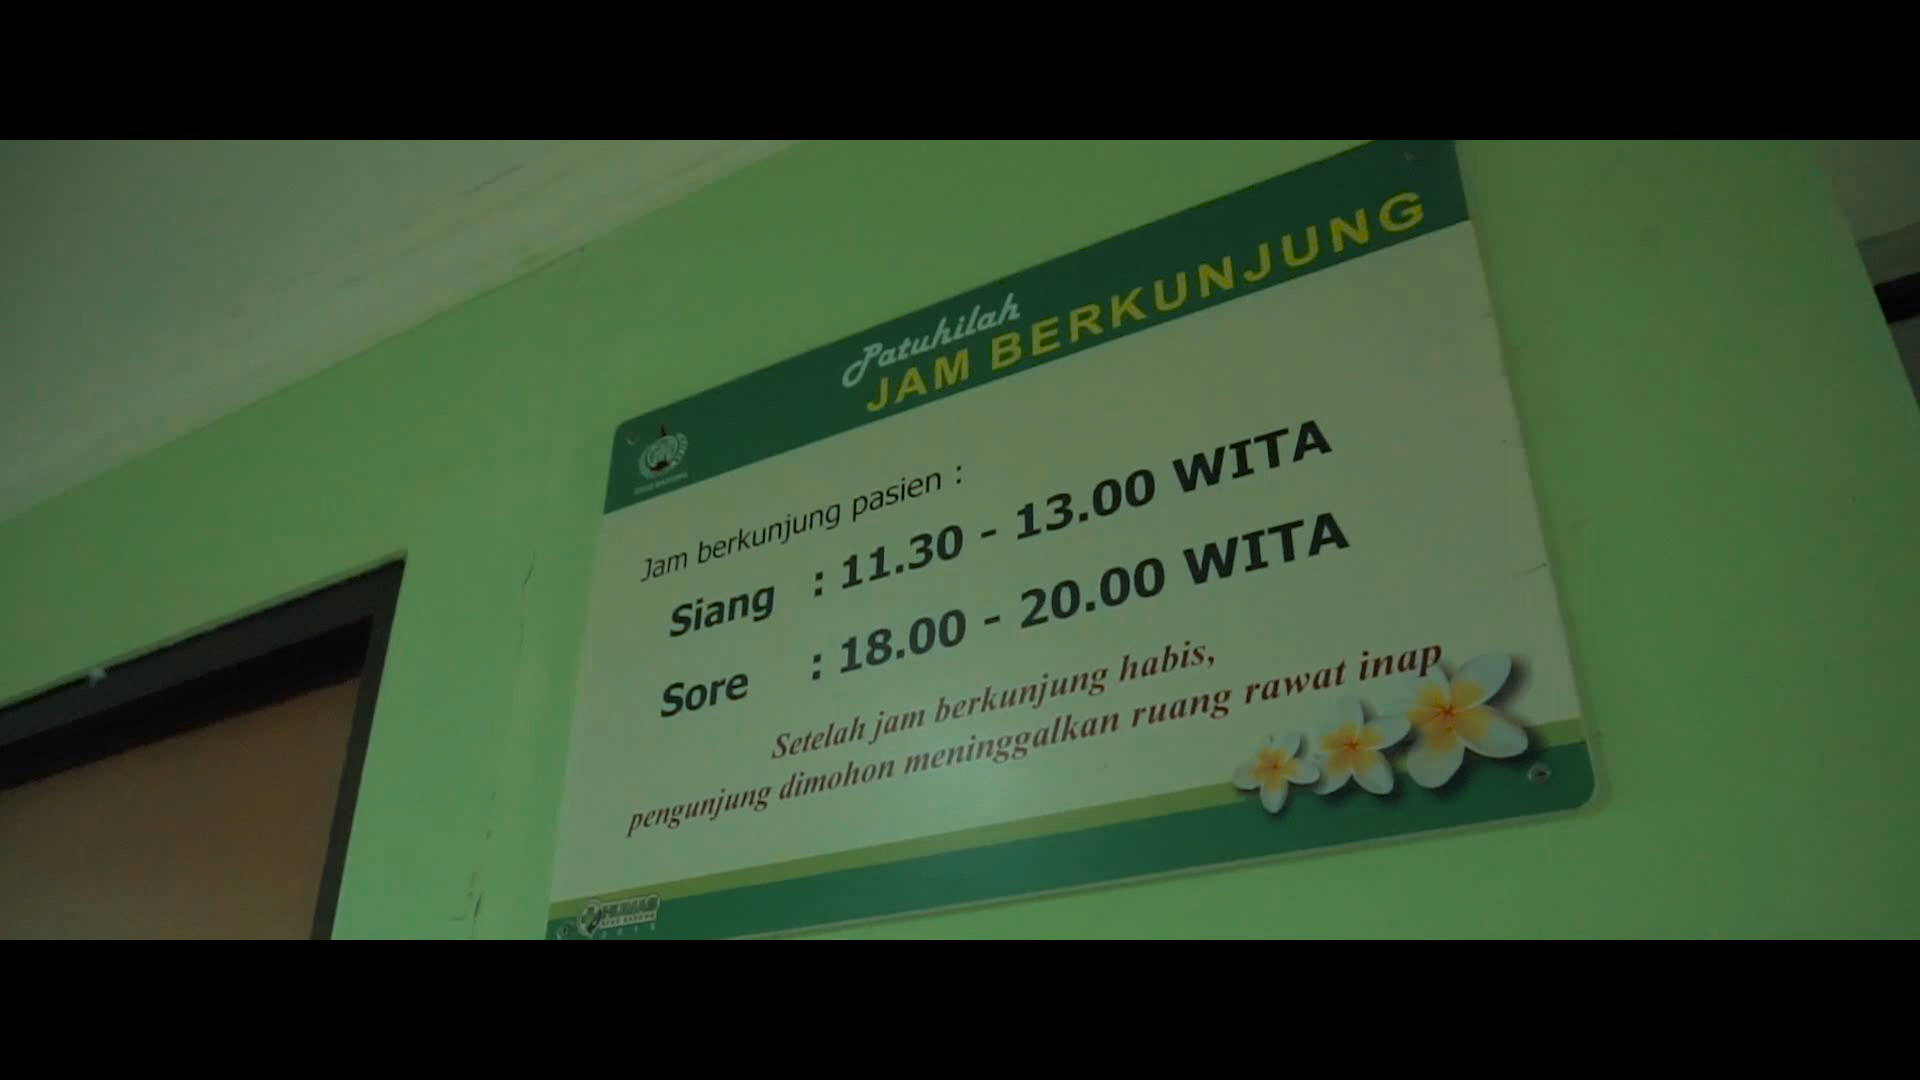 Patuhilah
JAM BERKUNJUNG
Jam berkunjung pasien :
Siang : 11.30 - 13.00 WITA
Sore : 18.00 - 20.00 WITA
Setelah jam berkunjung habis,
pengunjung dimohon meninggalkan ruang rawat inap
HUMAS